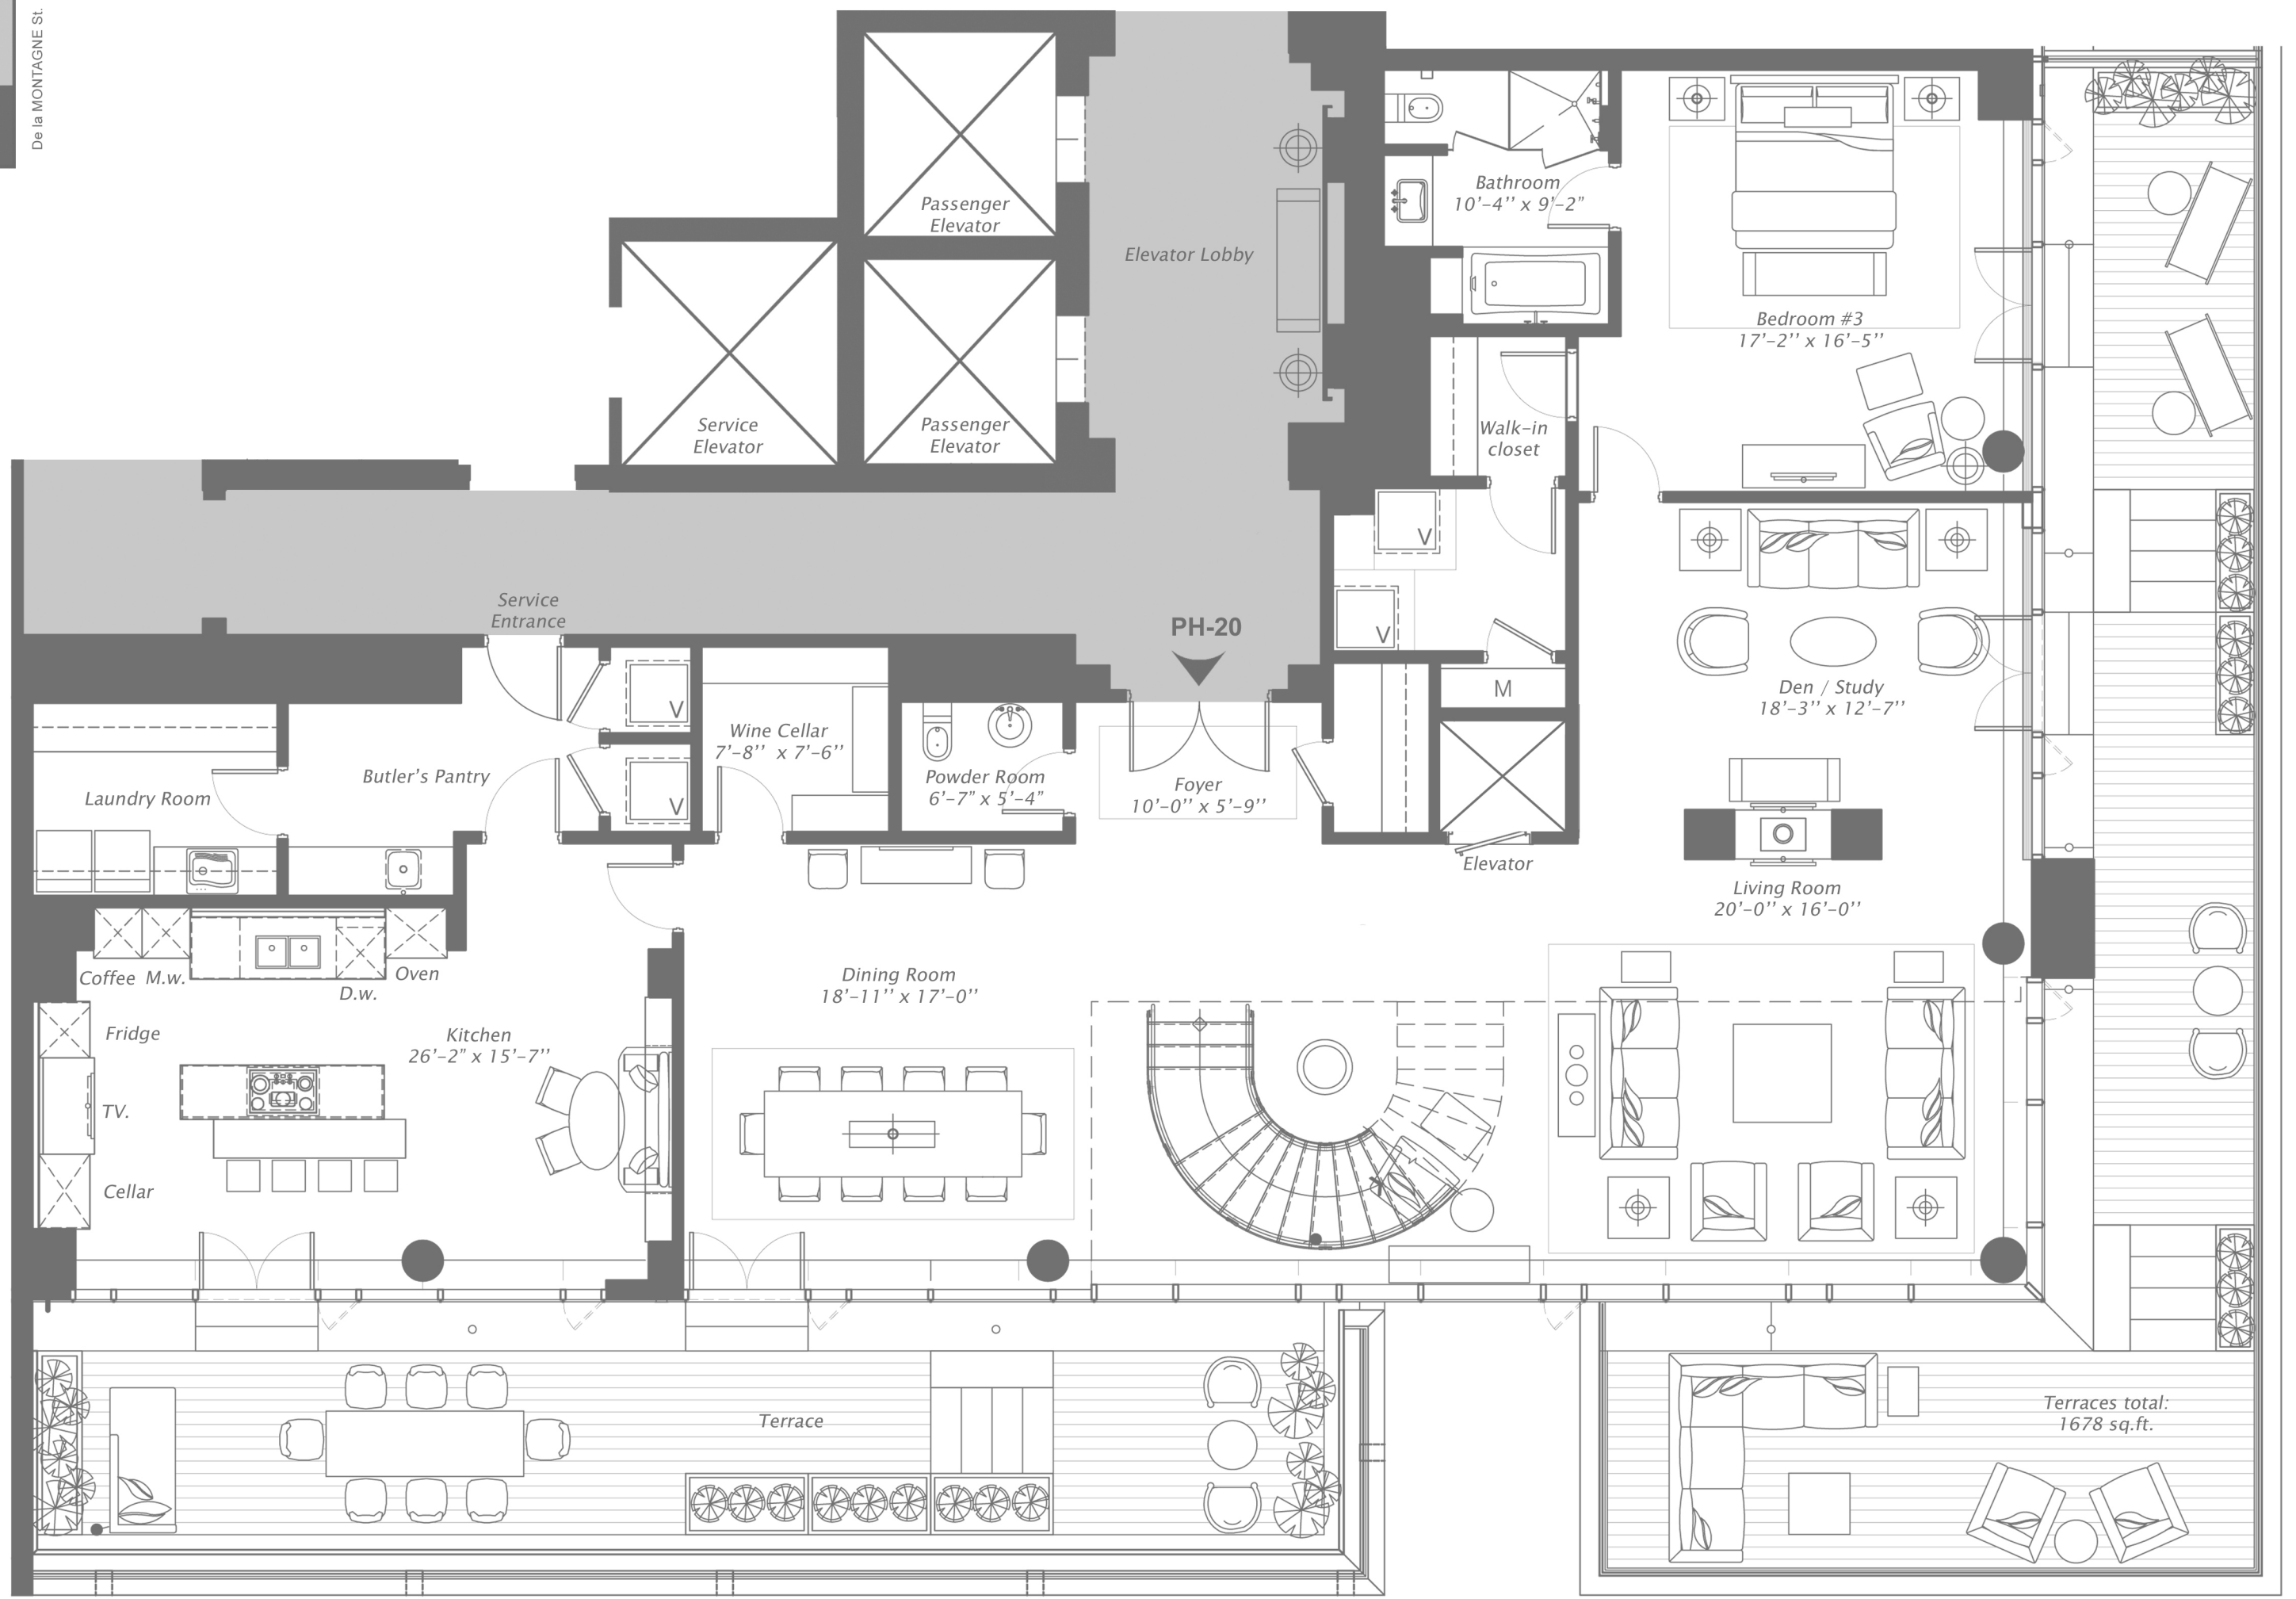 De la MONTAGNE St.
Passenger
Elevator
Elevator Lobby
Bathroom
10'-4'' x 9'-2"
Bedroom #3
17'-2'' x 16'-5''
Service
Elevator
Passenger
Elevator
Walk-in
closet
V
V
Service
Entrance
PH-20
M
Den / Study
18'-3'' x 12'-7''
V
Wine Cellar
7'-8'' x 7'-6''
Butler's Pantry
Laundry Room
V
Powder Room
6'-7" x 5'-4"
Foyer
10'-0'' x 5'-9''
Elevator
Living Room
20'-0'' x 16'-0''
Coffee M.w.
Oven
D.w.
Dining Room
18'-11'' x 17'-0''
Fridge
Kitchen
26'-2" x 15'-7''
TV.
Cellar
Terrace
Terraces total:
1678 sq.ft.